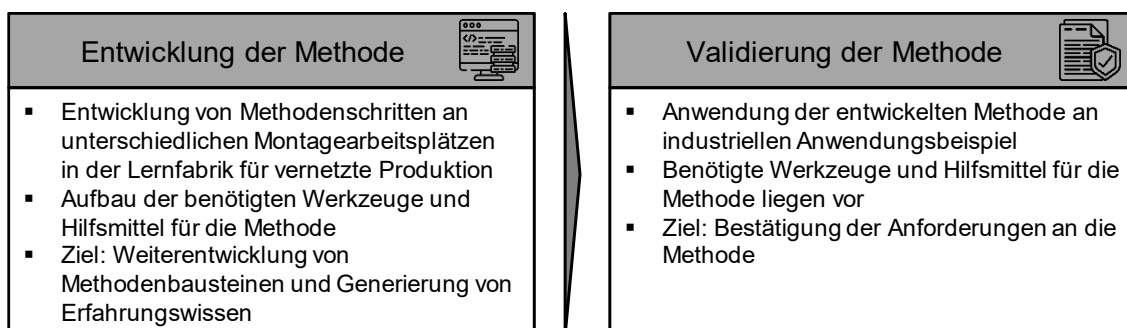 Entwicklung der Methode
▪ Entwicklung von Methodenschritten an
unterschiedlichen Montagearbeitsplätzen
in der Lernfabrik für vernetzte Produktion
▪ Aufbau der benötigten Werkzeuge und
Hilfsmittel für die Methode
▪ Ziel: Weiterentwicklung von
Methodenbausteinen und Generierung von
Erfahrungswissen
Validierung der Methode
▪ Anwendung der entwickelten Methode an
industriellen Anwendungsbeispiel
▪ Benötigte Werkzeuge und Hilfsmittel für die
Methode liegen vor
▪ Ziel: Bestätigung der Anforderungen an die
Methode